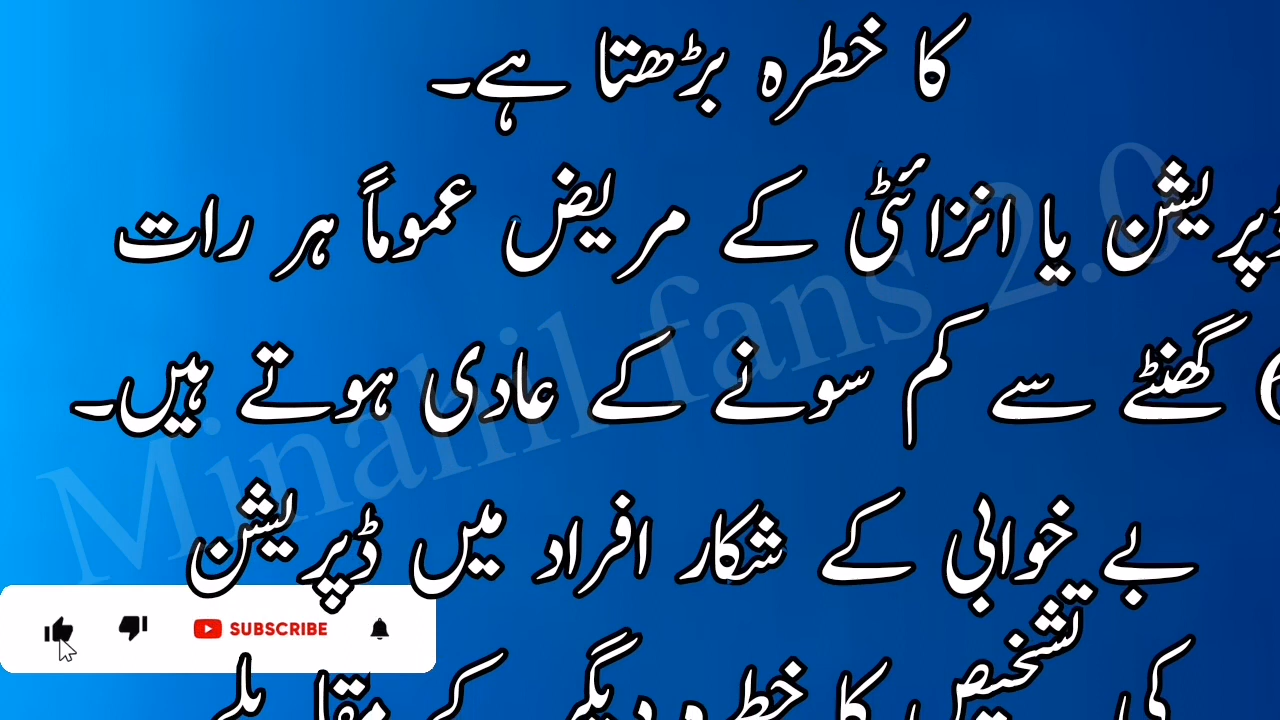 کا خطرہ بڑھتا ہے۔
ڈپریشن یا انزائٹی کے مریض عموماً ہر رات
گھنٹے سے کم سونے کے عادی ہوتے ہیں۔
بے خوابی کے شکار افراد میں ڈپریشن
کی تشخیص کا خطرہ دیگر کے مقابلے
SUBSCRIBE
Minahil fans 2.0